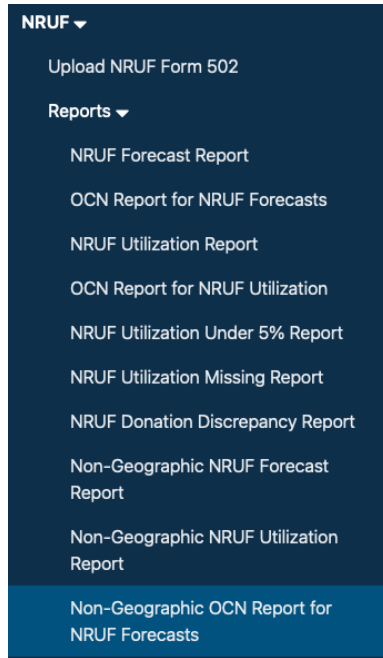 NRUF
Upload NRUF Form 502
Reports
NRUF Forecast Report
OCN Report for NRUF Forecasts
NRUF Utilization Report
OCN Report for NRUF Utilization
NRUF Utilization Under 5% Report
NRUF Utilization Missing Report
NRUF Donation Discrepancy Report
Non-Geographic NRUF Forecast
Report
Non-Geographic NRUF Utilization
Report
Non-Geographic OCN Report for
NRUF Forecasts